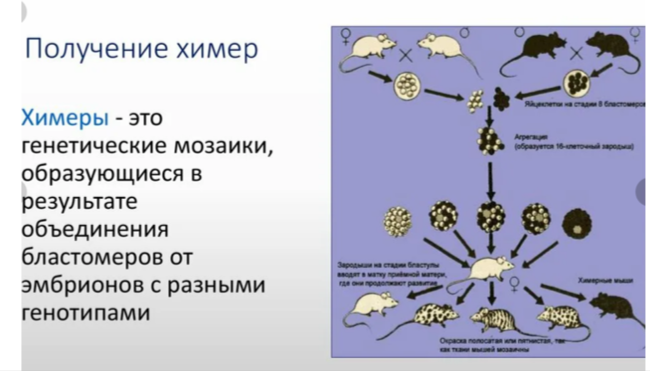 Получение химер
Химеры - это
генетические мозаики,
образующиеся в
результате
объединения
бластомеров от
эмбрионов с разными
генотипами
Яйцеклетки на стадии 8 бластомеров
Агрегация
(образуется 16-клеточный зародыш)
Зародыши на стадии бластулы
вводят в матку приёмной матери,
где они продолжают развитие
Химерные мыши
Окраска полосатая или пятнистая, так
как ткани мышей мозаичны